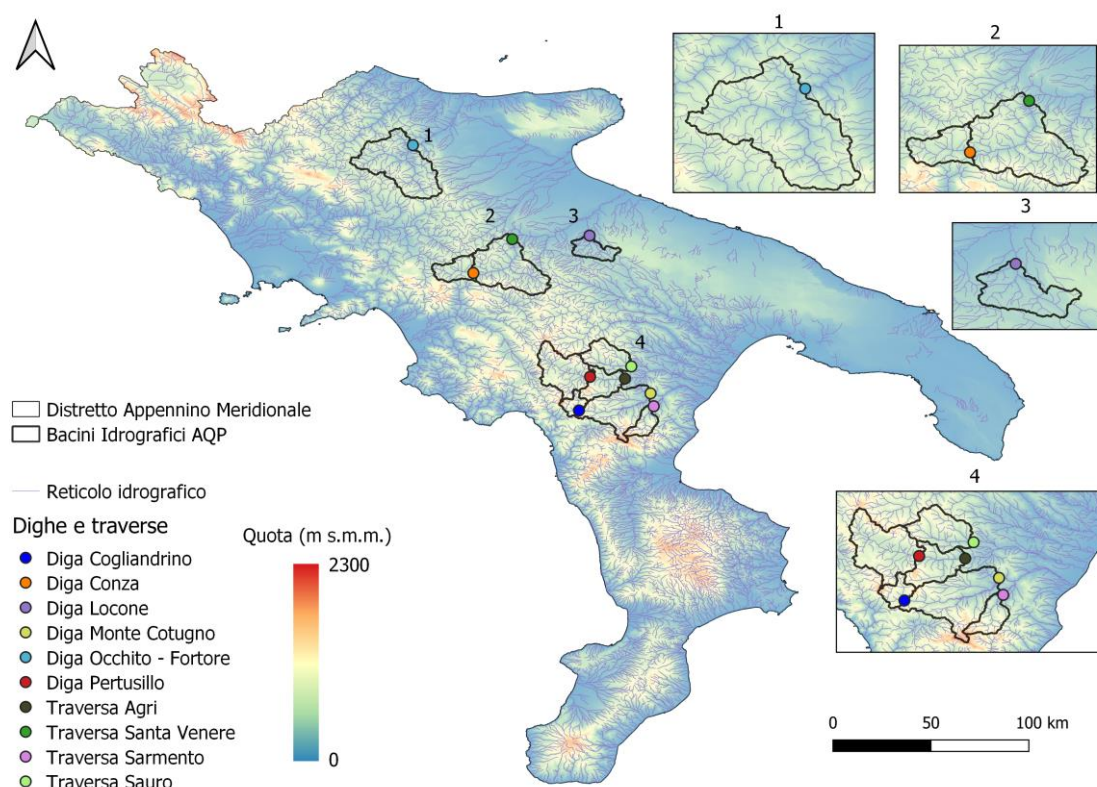 1
2
3
4
1
2
3
4
Distretto Appennino Meridionale
Bacini Idrografici AQP
Reticolo idrografico
Dighe e traverse
Diga Cogliandrino
Diga Conza
Diga Locone
Diga Monte Cotugno
Diga Occhito - Fortore
Diga Pertusillo
Traversa Agri
Traversa Santa Venere
Traversa Sarmento
Traversa Sauro
Quota (m s.m.m.)
2300
0
0 50 100 km